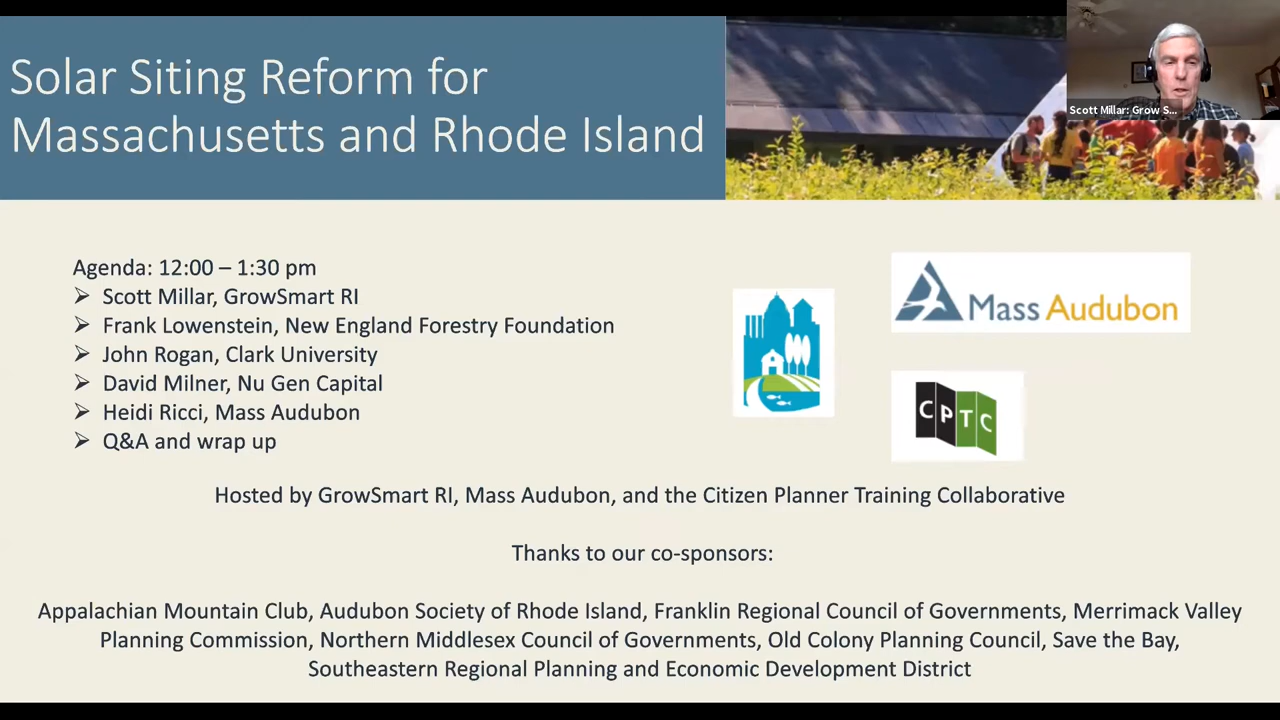 Solar Siting Reform for
Massachusetts and Rhode Island
Scott Millar: Grow S...
Agenda: 12:00 – 1:30 pm
➢ Scott Millar, GrowSmart RI
➢ Frank Lowenstein, New England Forestry Foundation
➢ John Rogan, Clark University
➢ David Milner, Nu Gen Capital
➢ Heidi Ricci, Mass Audubon
➢ Q&A and wrap up
Mass Audubon
CPTC
Hosted by GrowSmart RI, Mass Audubon, and the Citizen Planner Training Collaborative
Thanks to our co-sponsors:
Appalachian Mountain Club, Audubon Society of Rhode Island, Franklin Regional Council of Governments, Merrimack Valley
Planning Commission, Northern Middlesex Council of Governments, Old Colony Planning Council, Save the Bay,
Southeastern Regional Planning and Economic Development District